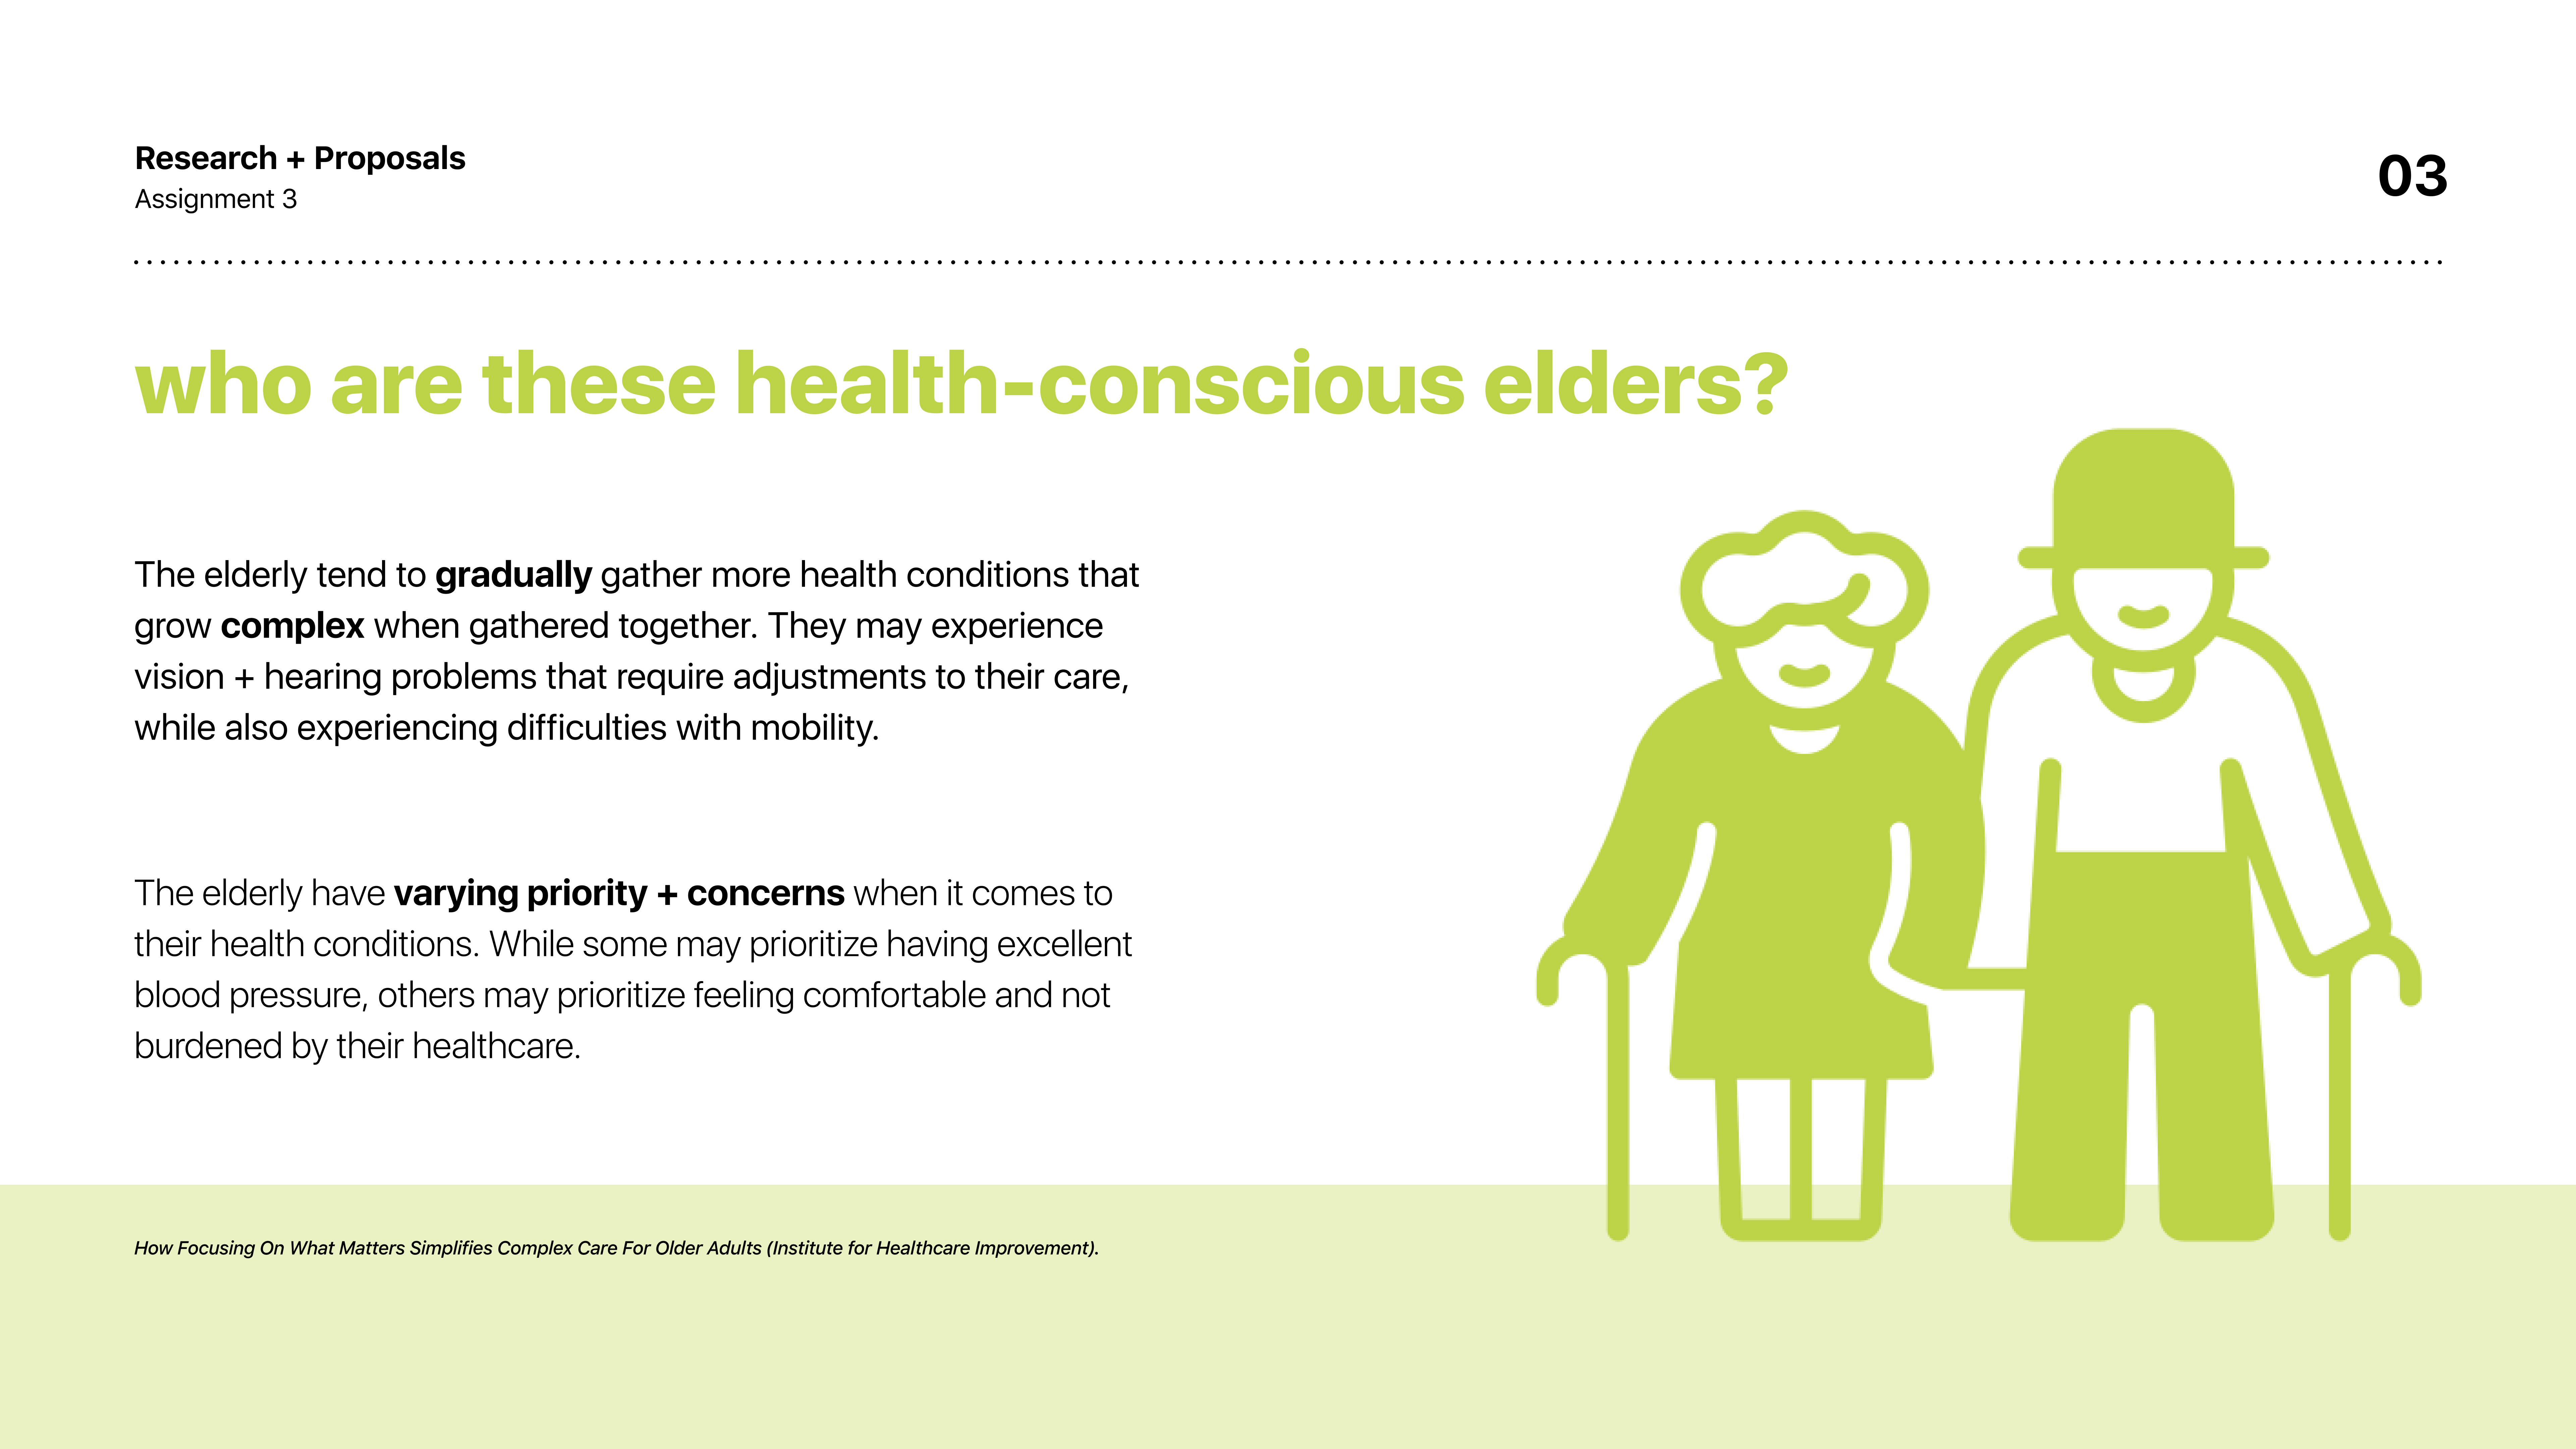 Research + Proposals
Assignment 3
03
who are these health-conscious elders?
The elderly tend to gradually gather more health conditions that
grow complex when gathered together. They may experience
vision + hearing problems that require adjustments to their care,
while also experiencing difficulties with mobility.
The elderly have varying priority + concerns when it comes to
their health conditions. While some may prioritize having excellent
blood pressure, others may prioritize feeling comfortable and not
burdened by their healthcare.
How Focusing On What Matters Simplifies Complex Care For Older Adults (Institute for Healthcare Improvement).